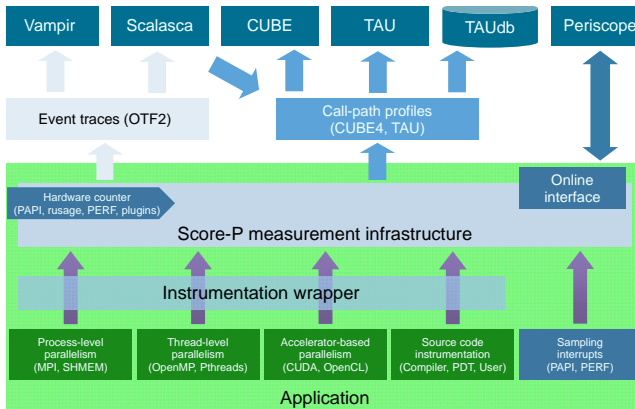 Vampir
Scalasca
CUBE
TAU
TAUdb
Periscope
Event traces (OTF2)
Call-path profiles
(CUBE4, TAU)
Online
interface
Hardware counter
(PAPI, rusage, PERF, plugins)
Score-P measurement infrastructure
Instrumentation wrapper
Process-level
parallelism
(MPI, SHMEM)
Thread-level
parallelism
(OpenMP, Pthreads)
Accelerator-based
parallelism
(CUDA, OpenCL)
Source code
instrumentation
(Compiler, PDT, User)
Sampling
interrupts
(PAPI, PERF)
Application